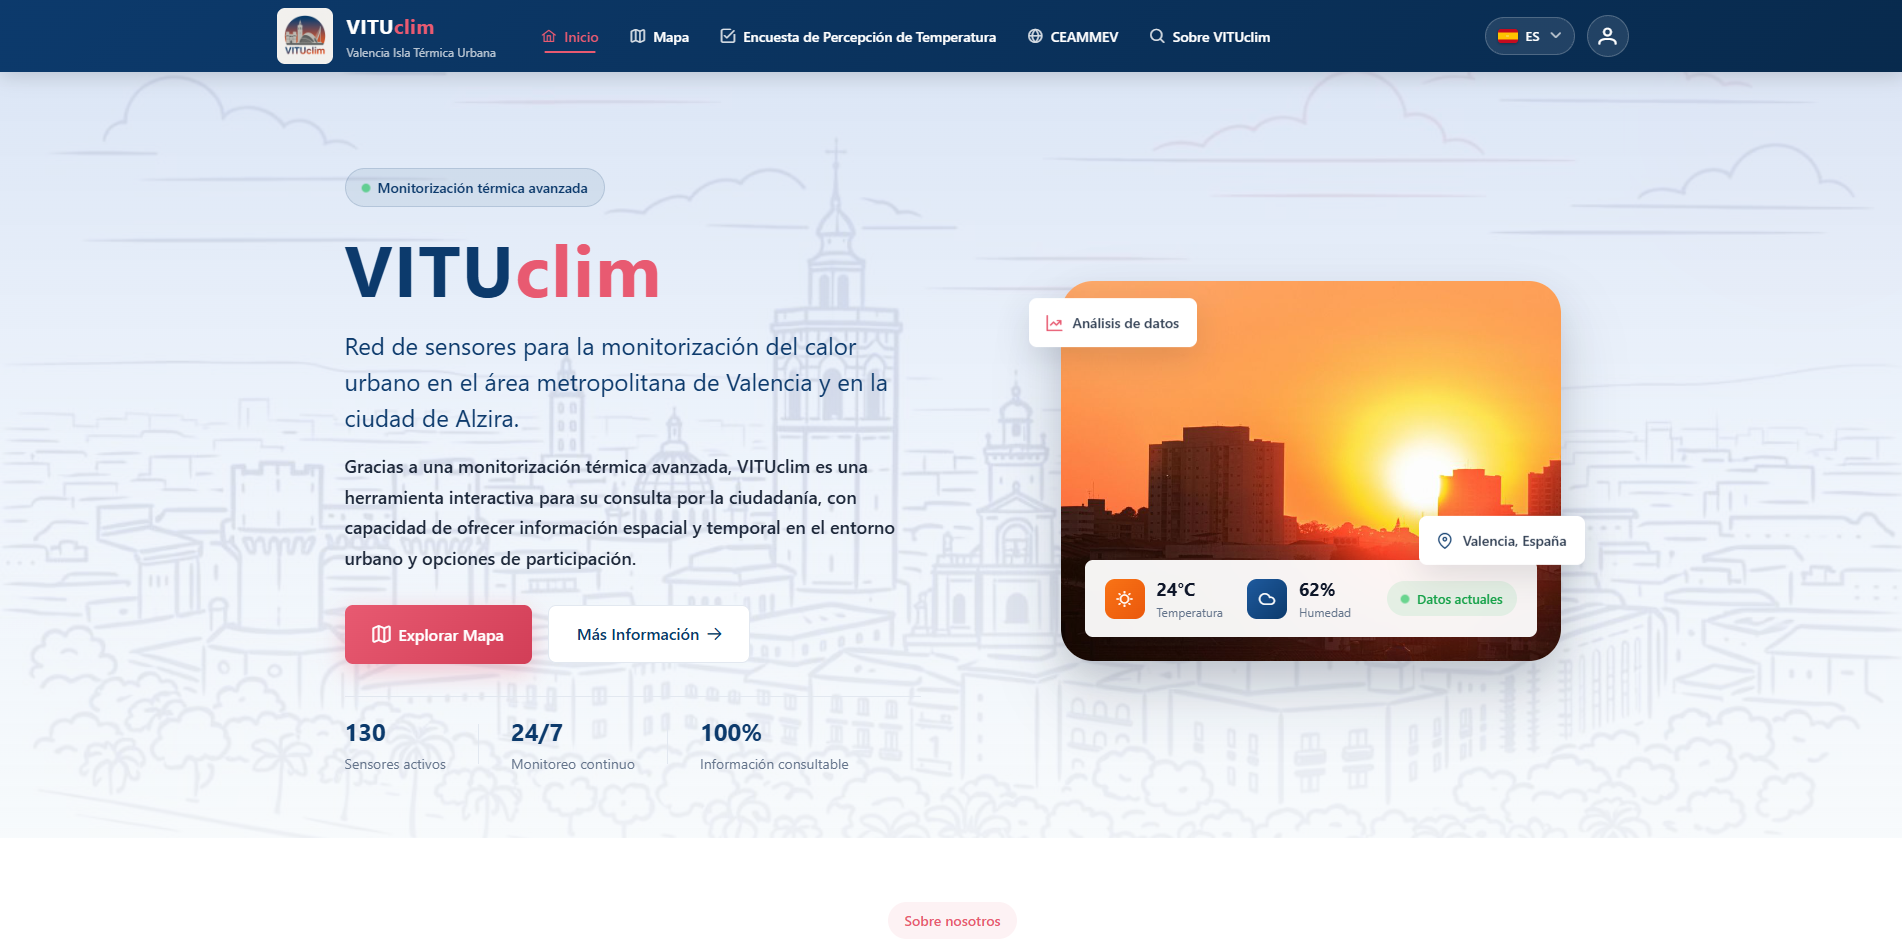 VITUclim
VITUclim
Valencia Isla Térmica Urbana
Inicio
Mapa
Encuesta de Percepción de Temperatura
CEAMMEV
Sobre VITUclim
ES
Monitorización térmica avanzada
VITUclim
Red de sensores para la monitorización del calor
urbano en el área metropolitana de Valencia y en la
ciudad de Alzira.
Gracias a una monitorización térmica avanzada, VITUclim es una
herramienta interactiva para su consulta por la ciudadanía, con
capacidad de ofrecer información espacial y temporal en el entorno
urbano y opciones de participación.
Explorar Mapa
Más Información →
130
Sensores activos
24/7
Monitoreo continuo
100%
Información consultable
Análisis de datos
Valencia, España
24°C
Temperatura
62%
Humedad
Datos actuales
Sobre nosotros